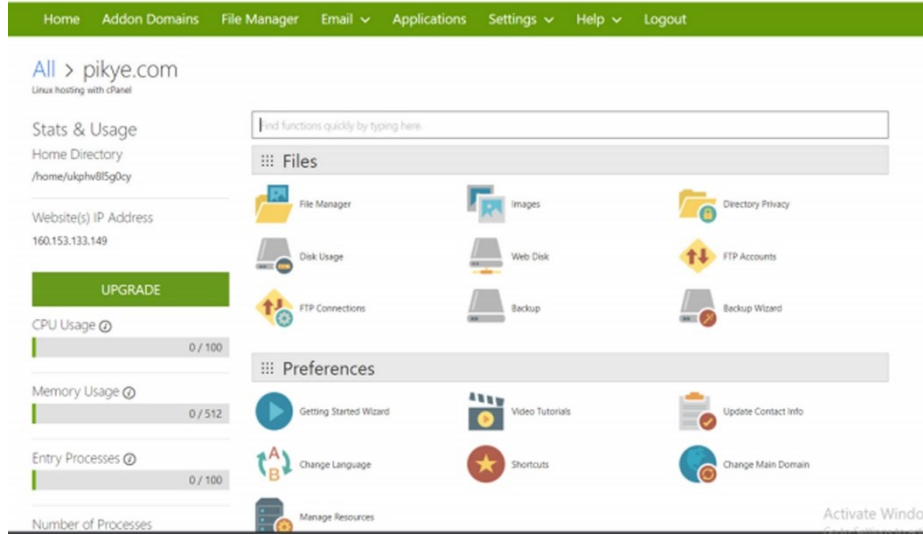 Home Addon Domains File Manager Email Applications Settings Help Logout
All > pikye.com
Linux hosting with cPanel
Stats & Usage
Home Directory
/home/ukphv8l5g0cy
Website(s) IP Address
160.153.133.149
UPGRADE
CPU Usage
0 / 100
Memory Usage
0 / 512
Entry Processes
0 / 100
Number of Processes
Find functions quickly by typing here.
Files
File Manager Images Directory Privacy
Disk Usage Web Disk FTP Accounts
FTP Connections Backup Backup Wizard
Preferences
Getting Started Wizard Video Tutorials Update Contact Info
A B Change Language Shortcuts Change Main Domain
Manage Resources
Activate Windo